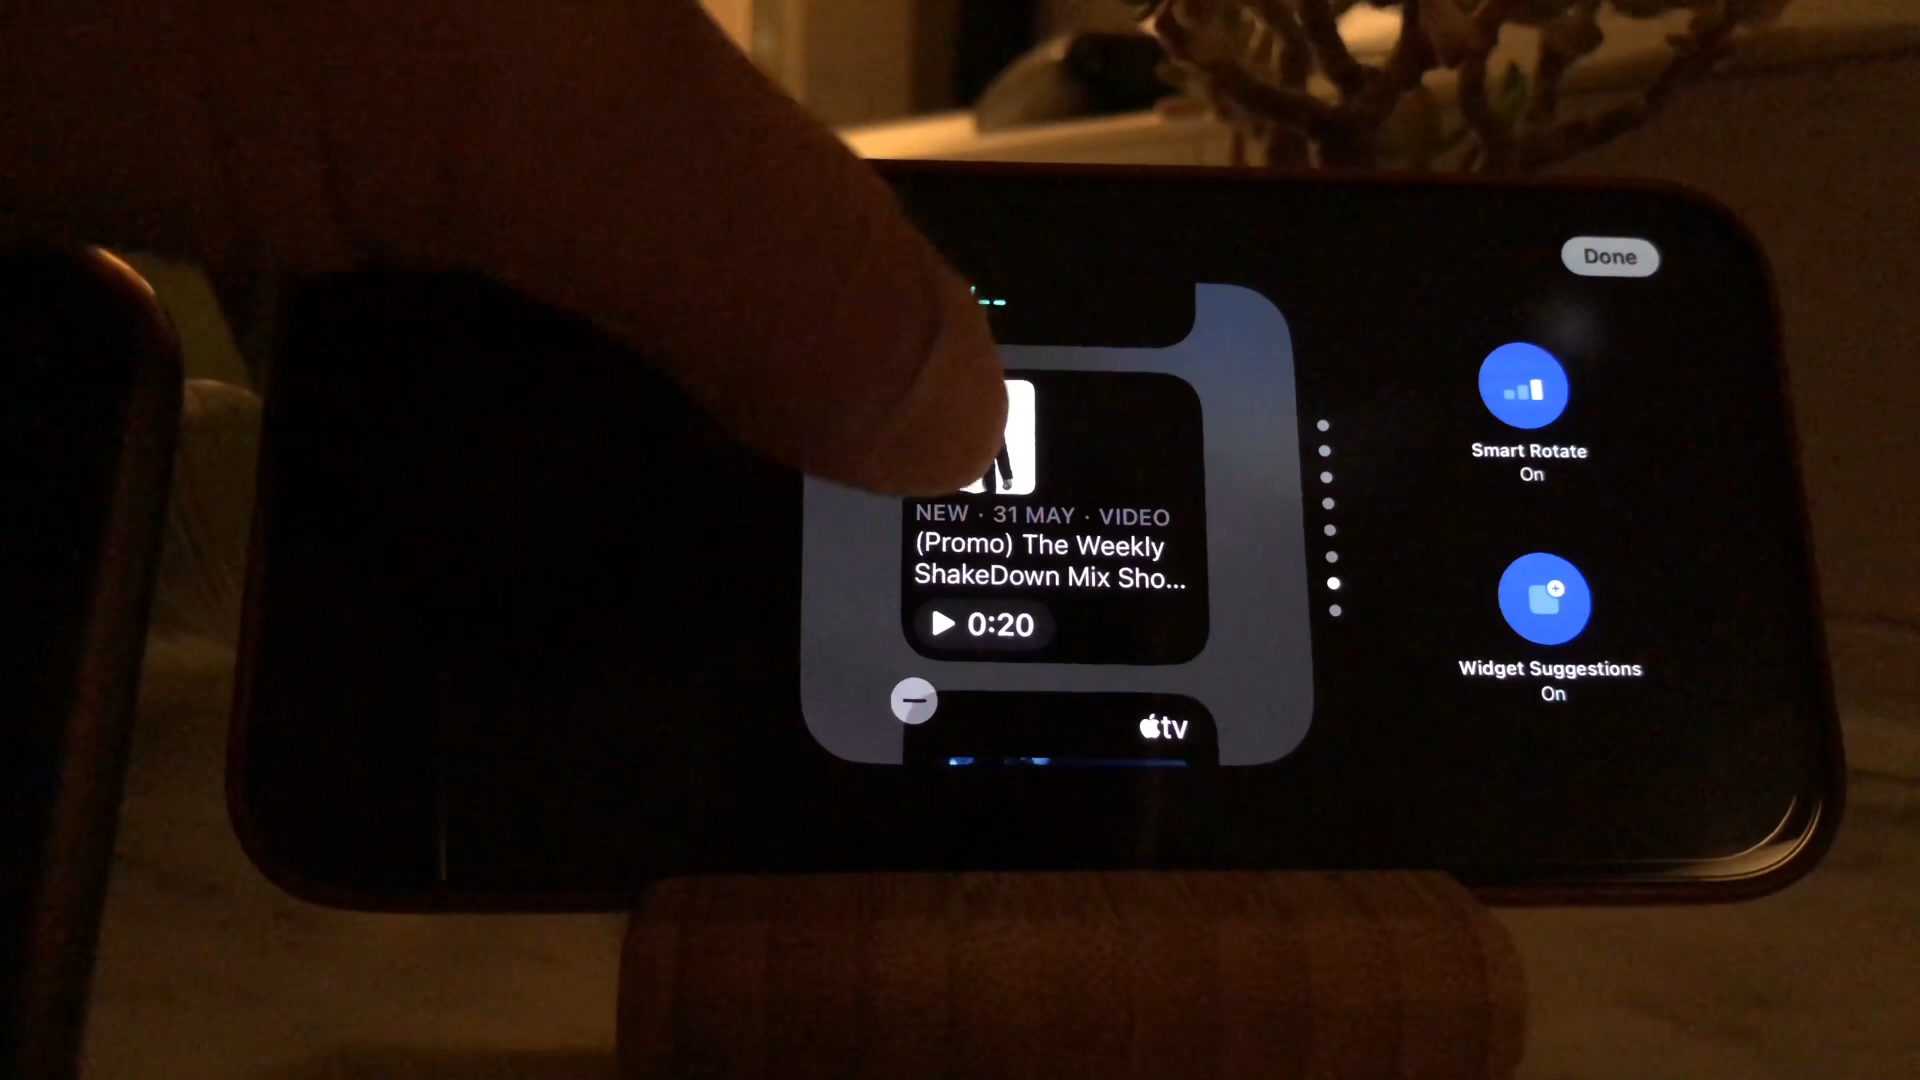 Done
NEW · 31 MAY · VIDEO
(Promo) The Weekly
ShakeDown Mix Sho...
0:20
tv
Smart Rotate
On
Widget Suggestions
On